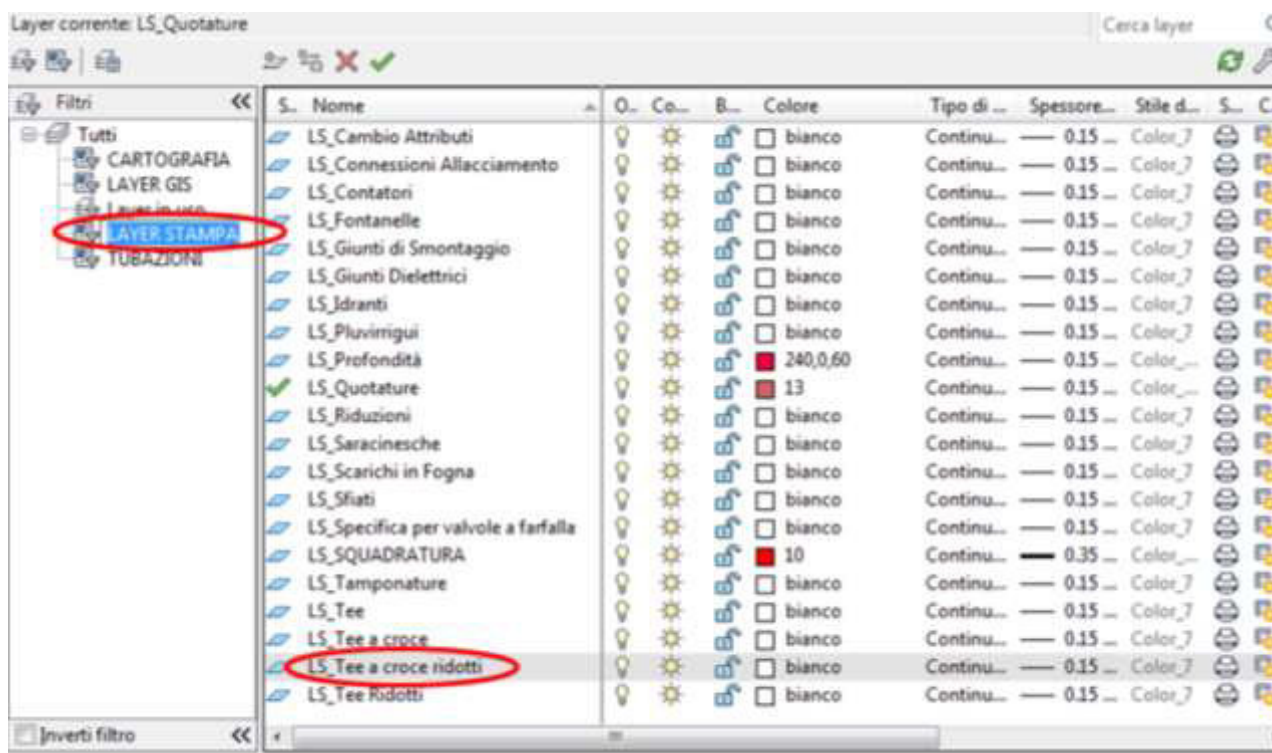 Layer corrente: LS_Quotature
Cerca layer
Filtri
Tutti
CARTOGRAFIA
LAYER GIS
Layer in uso
LAYER STAMPA
TUBAZIONI
Inverti filtro
S.. Nome O.. Co... B... Colore Tipo di ... Spessore... Stile d... S... C.
LS_Cambio Attributi bianco Continu... 0.15 ... Color_7
LS_Connessioni Allacciamento bianco Continu... 0.15 ... Color_7
LS_Contatori bianco Continu... 0.15 ... Color_7
LS_Fontanelle bianco Continu... 0.15 ... Color_7
LS_Giunti di Smontaggio bianco Continu... 0.15 ... Color_7
LS_Giunti Dielettrici bianco Continu... 0.15 ... Color_7
LS_Idranti bianco Continu... 0.15 ... Color_7
LS_Pluvirrigui bianco Continu... 0.15 ... Color_7
LS_Profondità 240,0,60 Continu... 0.15 ... Color_...
LS_Quotature 13 Continu... 0.15 ... Color_...
LS_Riduzioni bianco Continu... 0.15 ... Color_7
LS_Saracinesche bianco Continu... 0.15 ... Color_7
LS_Scarichi in Fogna bianco Continu... 0.15 ... Color_7
LS_Sfiati bianco Continu... 0.15 ... Color_7
LS_Specifica per valvole a farfalla bianco Continu... 0.15 ... Color_7
LS_SQUADRATURA 10 Continu... 0.35 ... Color_...
LS_Tamponature bianco Continu... 0.15 ... Color_7
LS_Tee bianco Continu... 0.15 ... Color_7
LS_Tee a croce bianco Continu... 0.15 ... Color_7
LS_Tee a croce ridotti bianco Continu... 0.15 ... Color_7
LS_Tee Ridotti bianco Continu... 0.15 ... Color_7